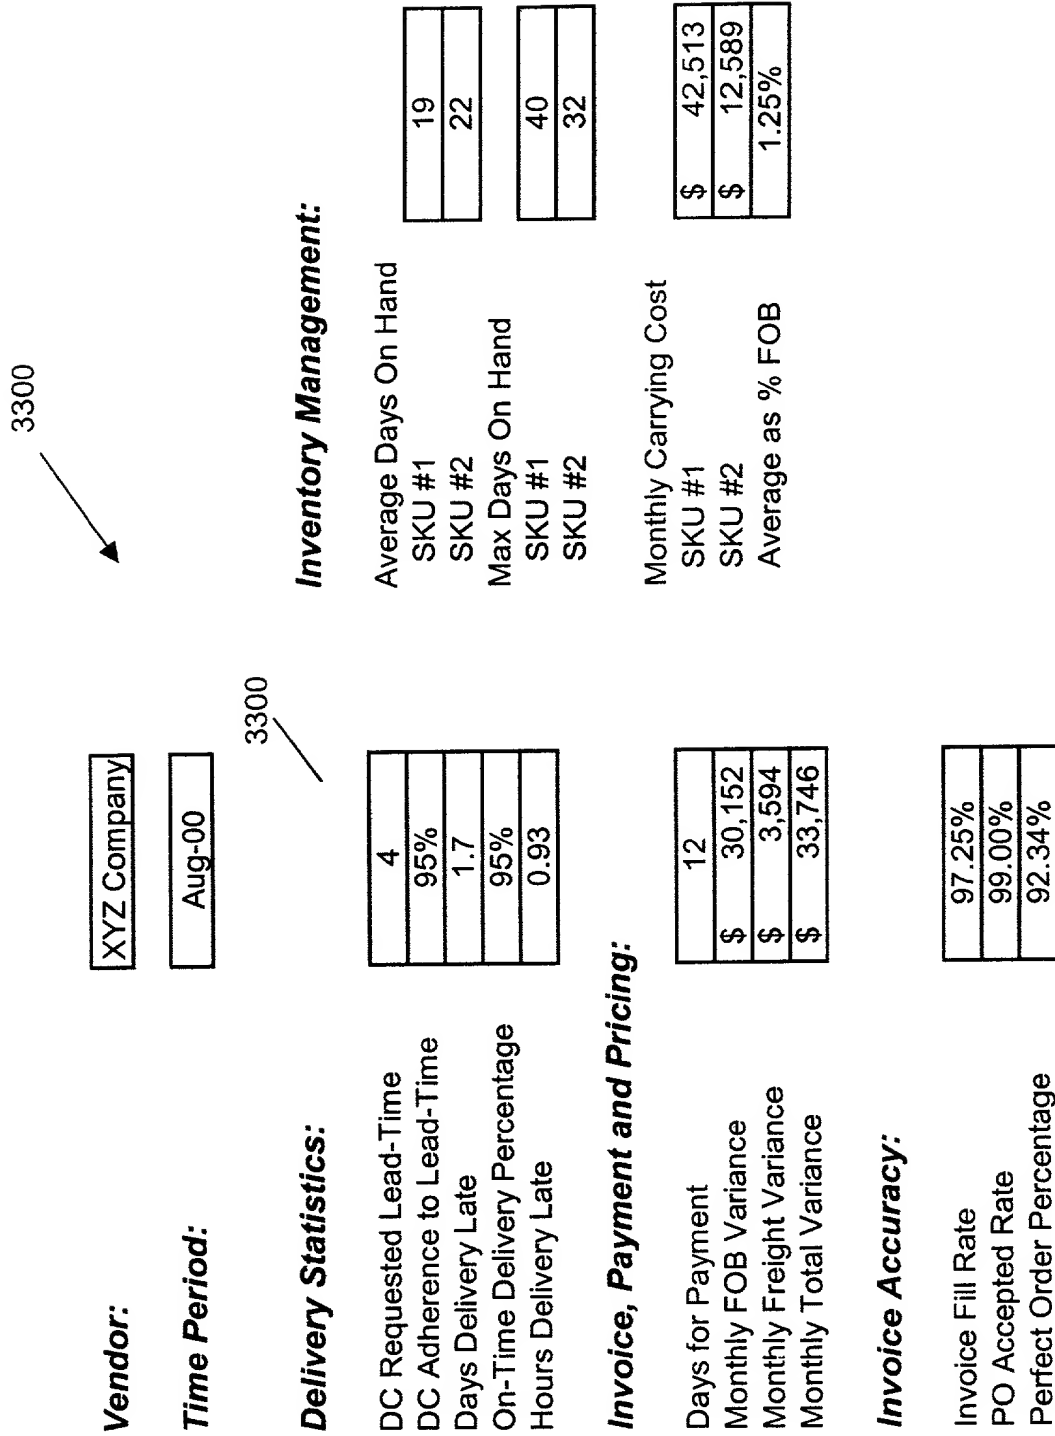 3300
Vendor: XYZ Company
Time Period: Aug-00
3300
Delivery Statistics:
DC Requested Lead-Time 4
DC Adherence to Lead-Time 95%
Days Delivery Late 1.7
On-Time Delivery Percentage 95%
Hours Delivery Late 0.93
Invoice, Payment and Pricing:
Days for Payment 12
Monthly FOB Variance $ 30,152
Monthly Freight Variance $ 3,594
Monthly Total Variance $ 33,746
Invoice Accuracy:
Invoice Fill Rate 97.25%
PO Accepted Rate 99.00%
Perfect Order Percentage 92.34%
Inventory Management:
Average Days On Hand
SKU #1 19
SKU #2 22
Max Days On Hand
SKU #1 40
SKU #2 32
Monthly Carrying Cost
SKU #1 $ 42,513
SKU #2 $ 12,589
Average as % FOB 1.25%